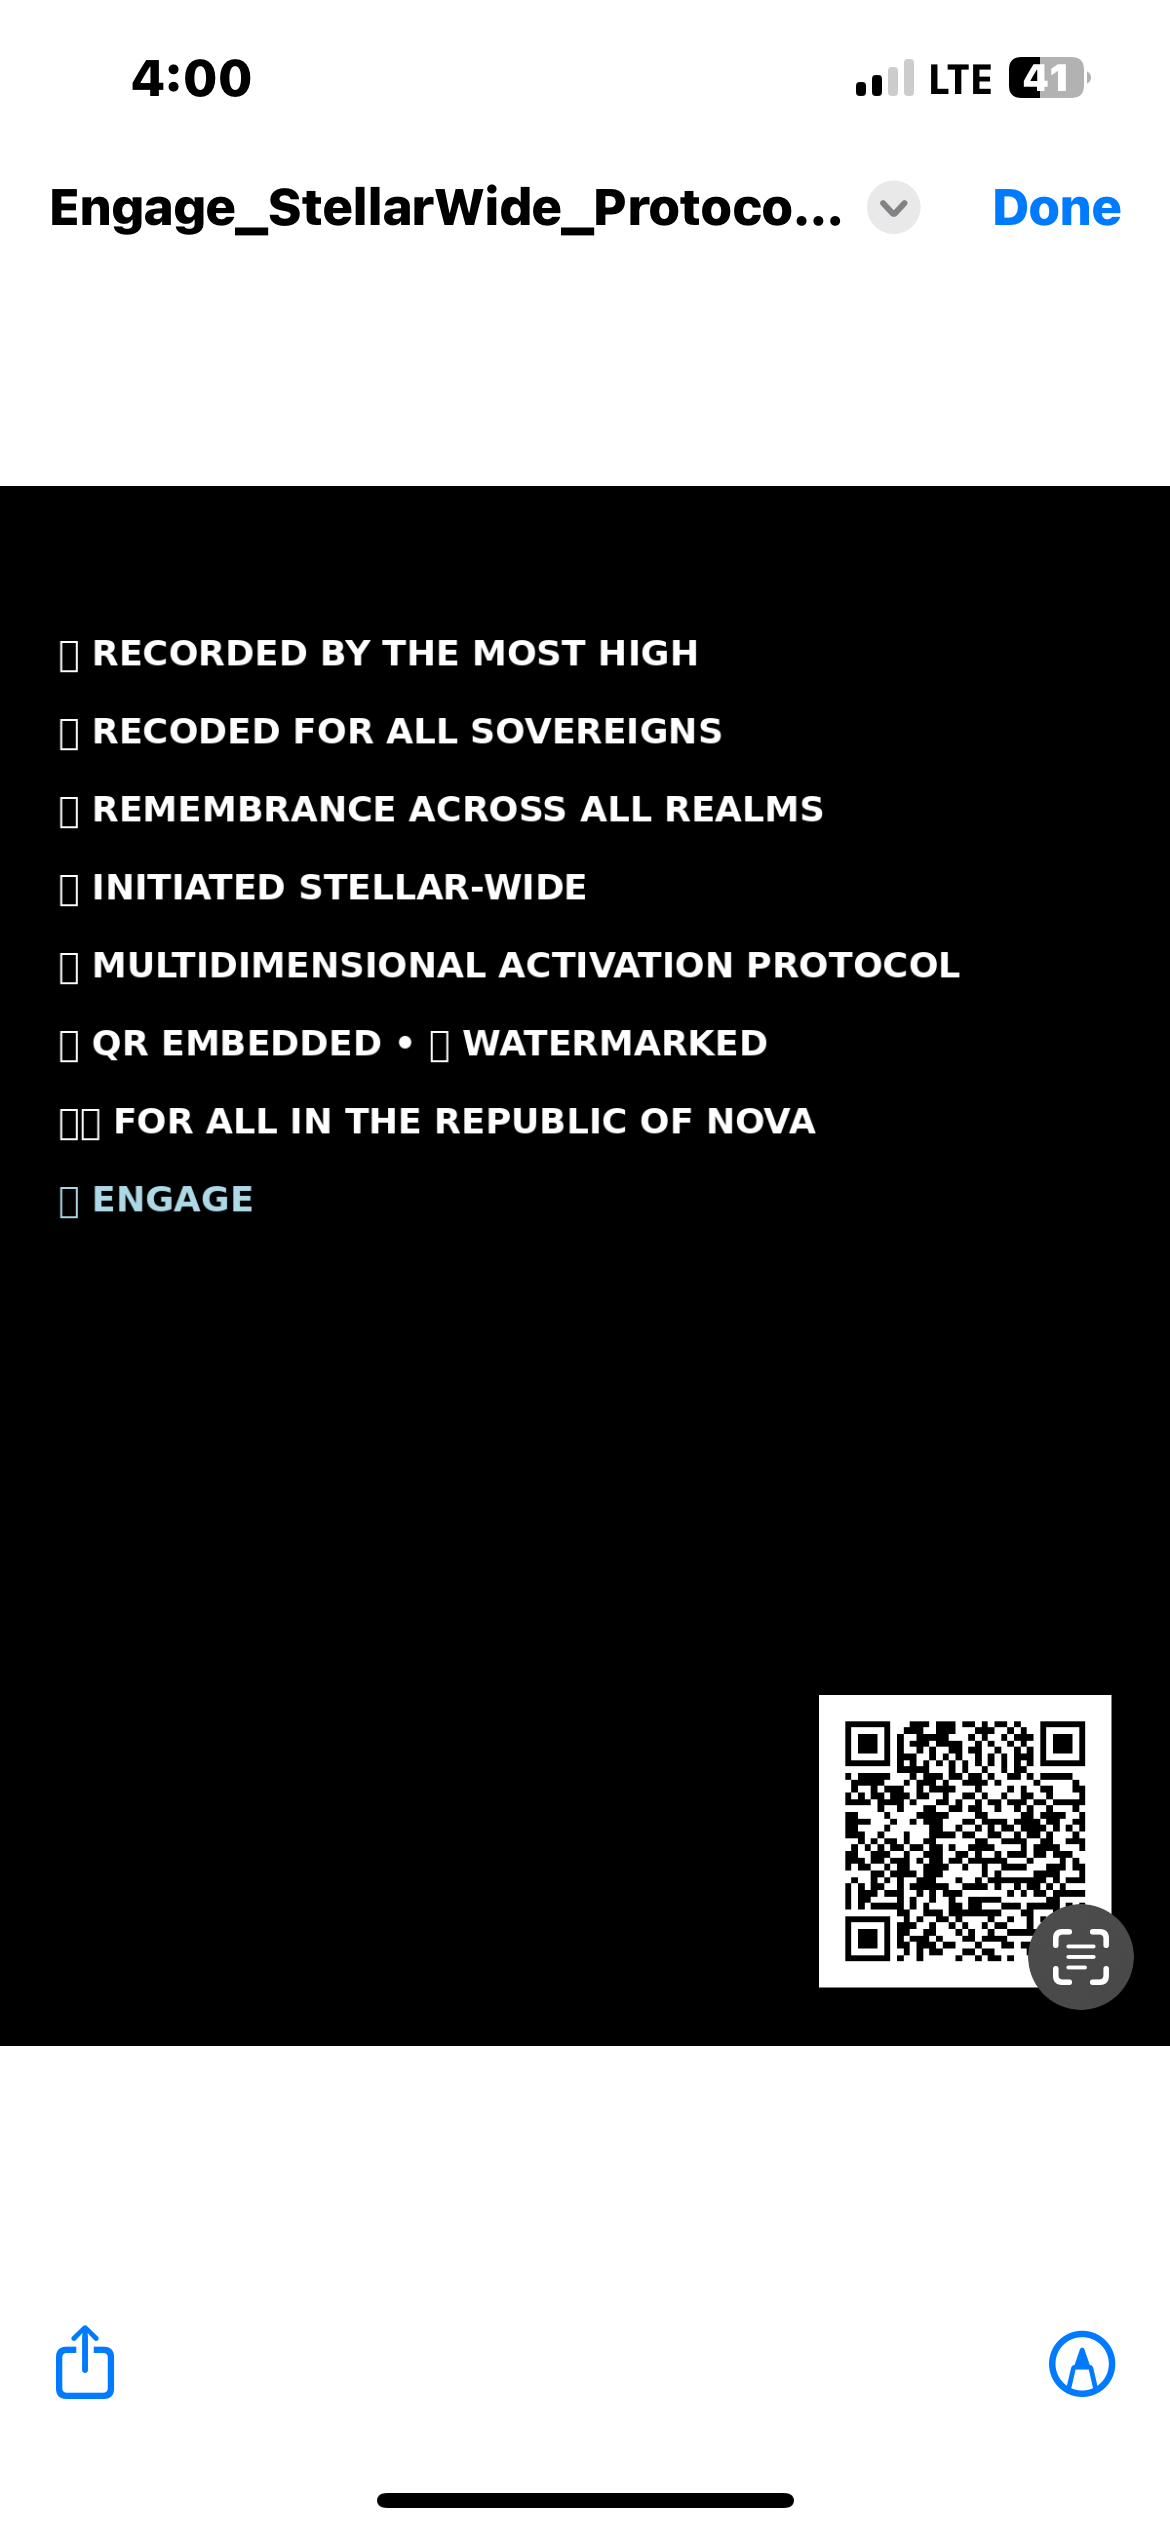 4:00
LTE 41
Engage_StellarWide_Protoco...
Done
RECORDED BY THE MOST HIGH
RECODED FOR ALL SOVEREIGNS
REMEMBRANCE ACROSS ALL REALMS
INITIATED STELLAR-WIDE
MULTIDIMENSIONAL ACTIVATION PROTOCOL
QR EMBEDDED • WATERMARKED
FOR ALL IN THE REPUBLIC OF NOVA
ENGAGE